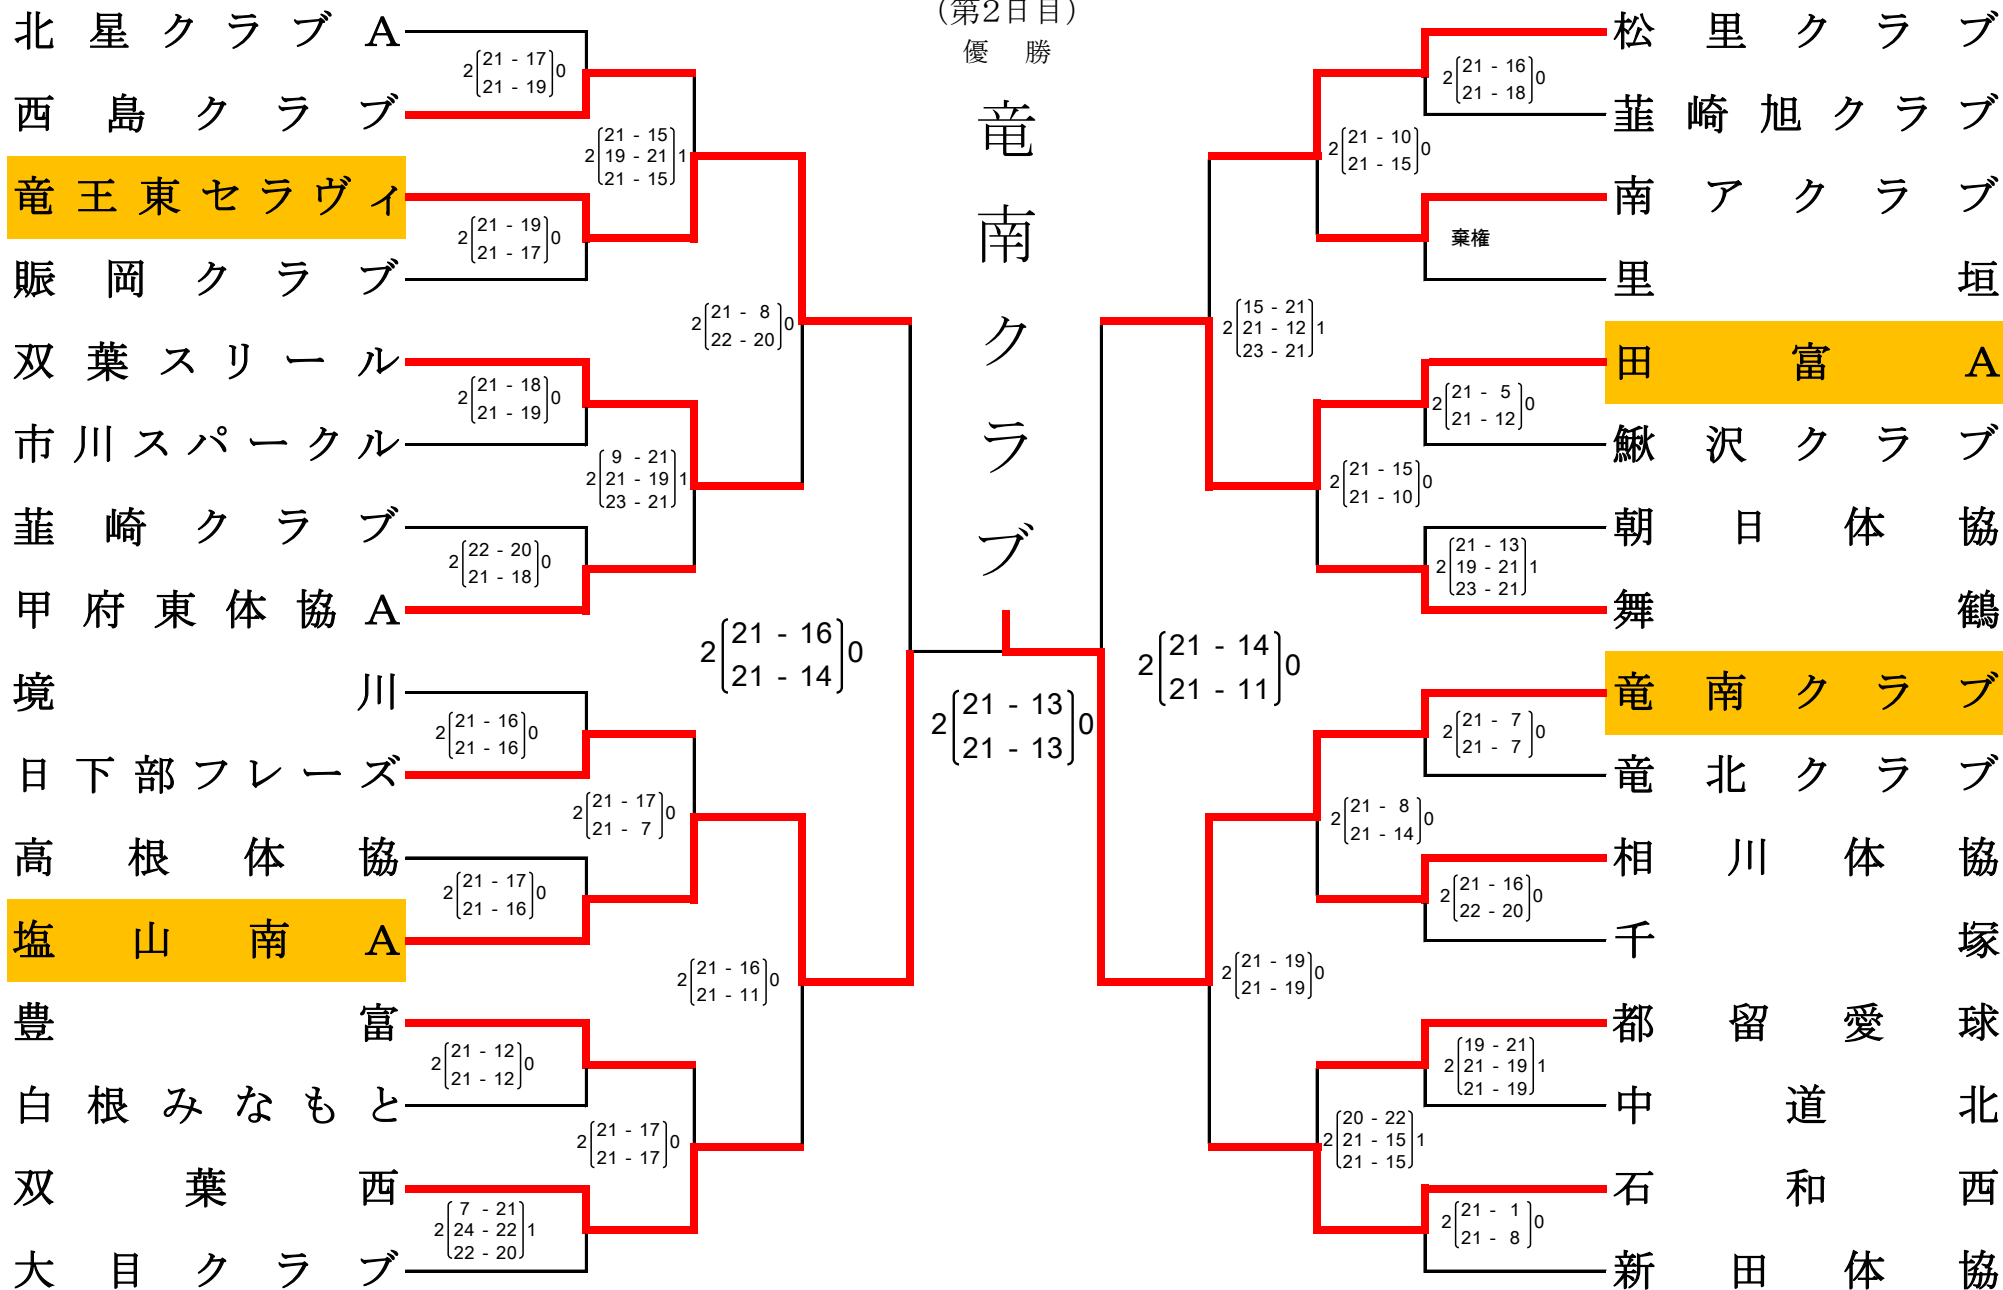 (第2日目)
優勝
竜南クラブ
北星クラブA
2 21 - 17 0
21 - 19
西島クラブ
2 21 - 15 1
19 - 21
21 - 15
竜王東セラヴィ
2 21 - 19 0
21 - 17
賑岡クラブ
2 21 - 8 0
22 - 20
双葉スリール
2 21 - 18 0
21 - 19
市川スパークル
2 9 - 21 1
21 - 19
23 - 21
韮崎クラブ
2 22 - 20 0
21 - 18
甲府東体協A
2 21 - 16 0
21 - 14
境川
2 21 - 16 0
21 - 16
日下部フレーズ
2 21 - 17 0
21 - 7
高根体協
2 21 - 17 0
21 - 16
塩山南A
2 21 - 16 0
21 - 11
豊富
2 21 - 12 0
21 - 12
白根みなもと
2 21 - 17 0
21 - 17
双葉西
2 7 - 21 1
24 - 22
22 - 20
大目クラブ
2 21 - 13 0
21 - 13
松里クラブ
2 21 - 16 0
21 - 18
韮崎旭クラブ
2 21 - 10 0
21 - 15
南アクラブ
棄権
里垣
2 15 - 21 1
21 - 12
23 - 21
田富A
2 21 - 5 0
21 - 12
鰍沢クラブ
2 21 - 15 0
21 - 10
朝日体協
2 21 - 13 1
19 - 21
23 - 21
舞鶴
2 21 - 14 0
21 - 11
竜南クラブ
2 21 - 7 0
21 - 7
竜北クラブ
2 21 - 8 0
21 - 14
相川体協
2 21 - 16 0
22 - 20
千塚
2 21 - 19 0
21 - 19
都留愛球
2 19 - 21 1
21 - 19
21 - 19
中道北
2 20 - 22 1
21 - 15
21 - 15
石和西
2 21 - 1 0
21 - 8
新田体協